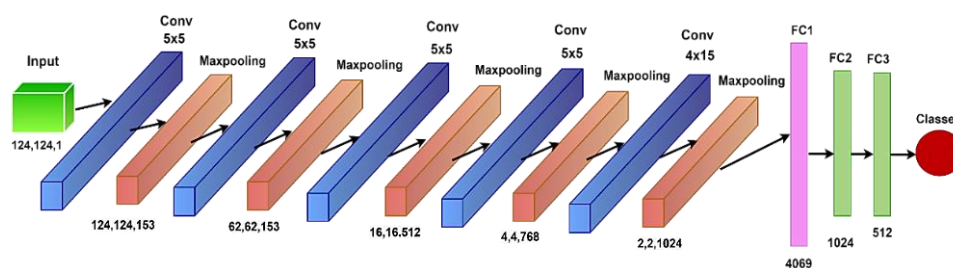 Input
124,124,1
Conv
5x5
Maxpooling
124,124,153
Conv
5x5
Maxpooling
62,62,153
Conv
5x5
Maxpooling
16,16.512
Conv
5x5
Maxpooling
4,4,768
Conv
4x15
Maxpooling
2,2,1024
FC1
4069
FC2
1024
FC3
512
Classe